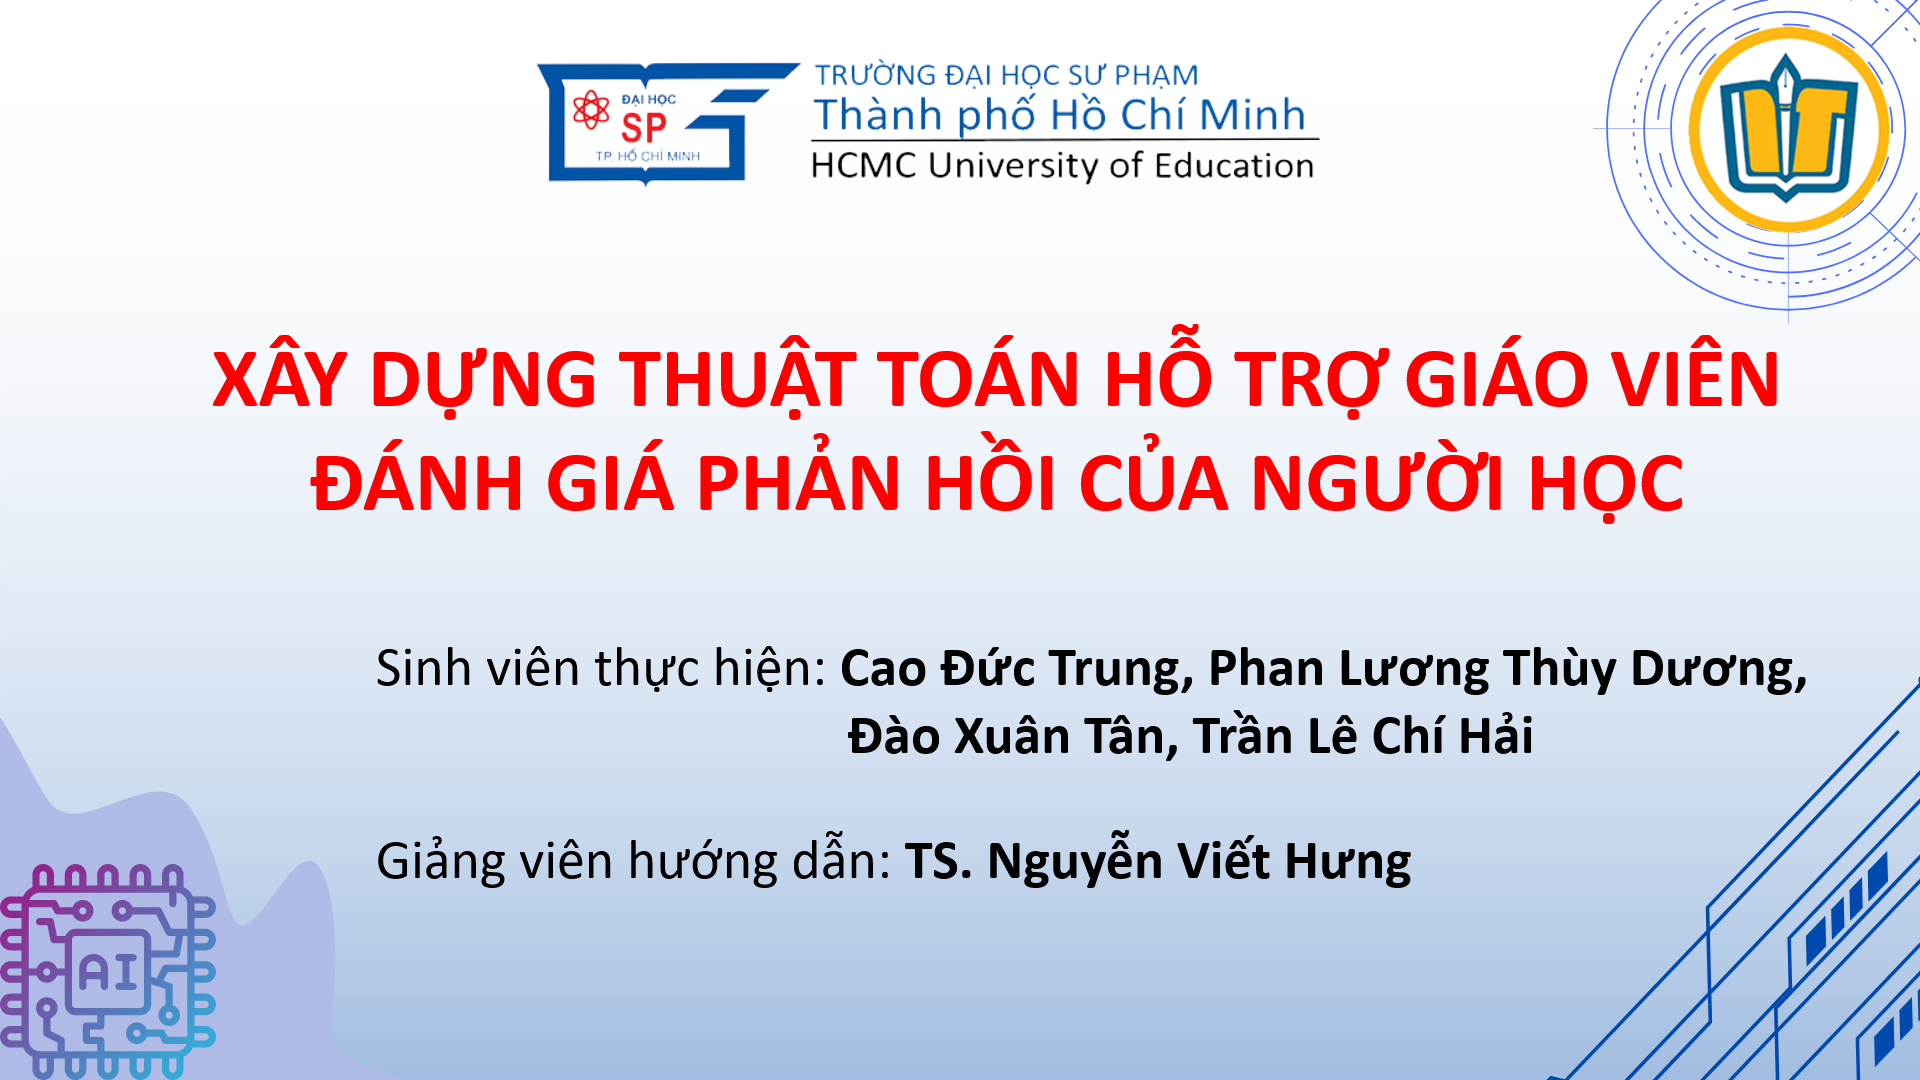 ĐẠI HỌC
SP
TP. HỒ CHÍ MINH
TRƯỜNG ĐẠI HỌC SƯ PHẠM
Thành phố Hồ Chí Minh
HCMC University of Education
XÂY DỰNG THUẬT TOÁN HỖ TRỢ GIÁO VIÊN
ĐÁNH GIÁ PHẢN HỒI CỦA NGƯỜI HỌC
Sinh viên thực hiện: Cao Đức Trung, Phan Lương Thùy Dương,
Đào Xuân Tân, Trần Lê Chí Hải
Giảng viên hướng dẫn: TS. Nguyễn Viết Hưng
AI